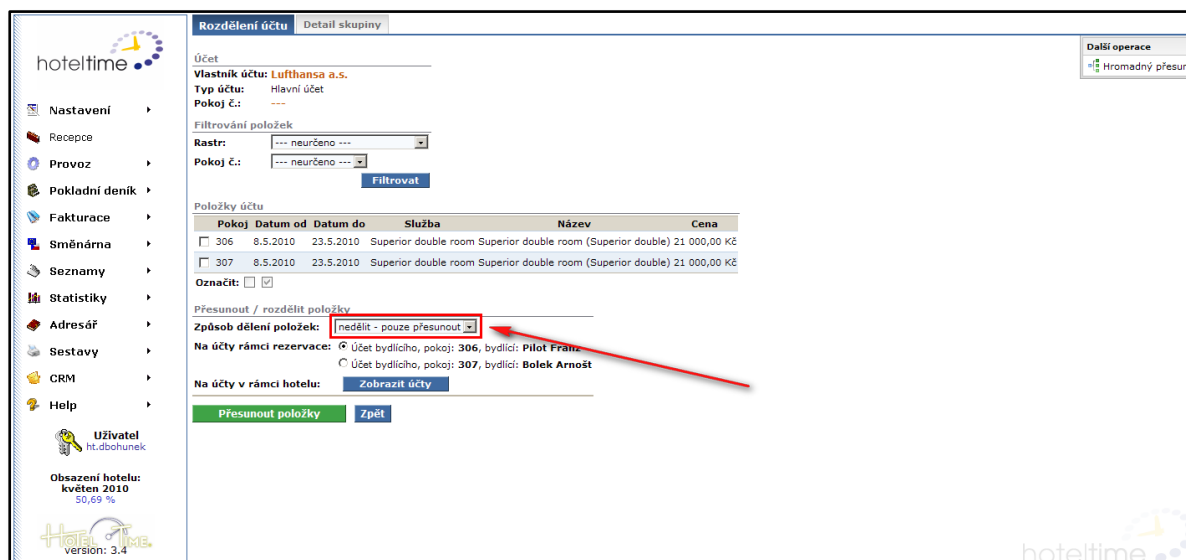 hoteltime
Nastavení
Recepce
Provoz
Pokladní deník
Fakturace
Směnárna
Seznamy
Statistiky
Adresář
Sestavy
CRM
Help
Uživatel
ht.dbohunek
Obsazení hotelu:
květen 2010
50,69 %
HOTEL TIME
version: 3.4
Rozdělení účtu Detail skupiny
Účet
Vlastník účtu: Lufthansa a.s.
Typ účtu: Hlavní účet
Pokoj č.: ---
Filtrování položek
Rastr: --- neurčeno ---
Pokoj č.: --- neurčeno ---
Filtrovat
Položky účtu
Pokoj Datum od Datum do Služba Název Cena
306 8.5.2010 23.5.2010 Superior double room Superior double room (Superior double) 21 000,00 Kč
307 8.5.2010 23.5.2010 Superior double room Superior double room (Superior double) 21 000,00 Kč
Označit:
Přesunout / rozdělit položky
Způsob dělení položek: nedělit - pouze přesunout
Na účty rámci rezervace: Účet bydlícího, pokoj: 306, bydlící: Pilot Franz
Účet bydlícího, pokoj: 307, bydlící: Bolek Arnošt
Na účty v rámci hotelu: Zobrazit účty
Přesunout položky Zpět
Další operace
Hromadný přesur
hoteltime